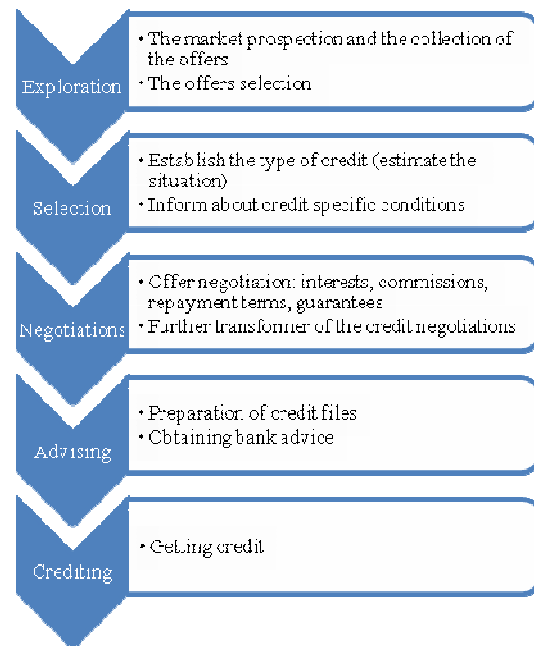 Exploration
• The market prospection and the collection of
the offers
• The offers selection
Selection
• Establish the type of credit (estimate the
situation)
• Inform about credit specific conditions
Negotiations
• Offer negotiation: interests, commissions,
repayment terms, guarantees
• Further transformer of the credit negotiations
Advising
• Preparation of credit files
• Obtaining bank advice
Crediting
• Getting credit